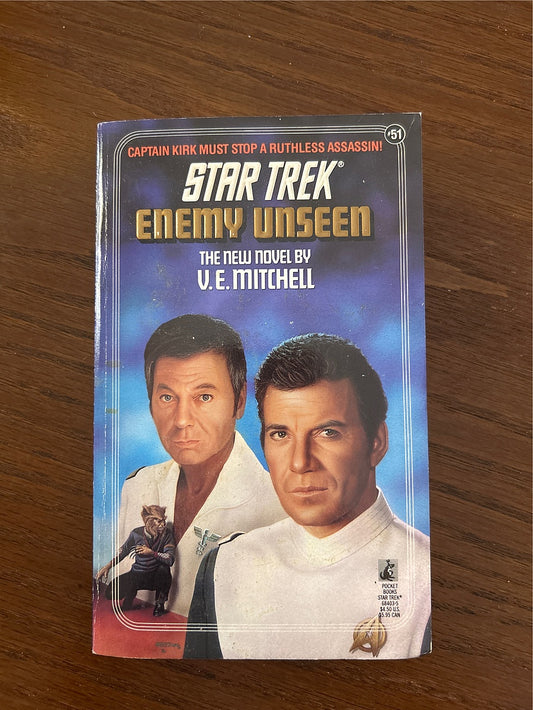 #51
CAPTAIN KIRK MUST STOP A RUTHLESS ASSASSIN!
STAR TREK®
ENEMY UNSEEN
THE NEW NOVEL BY
V.E. MITCHELL
POCKET
BOOKS
STAR TREK®
68403-5
$4.50 U.S.
$5.95 CAN